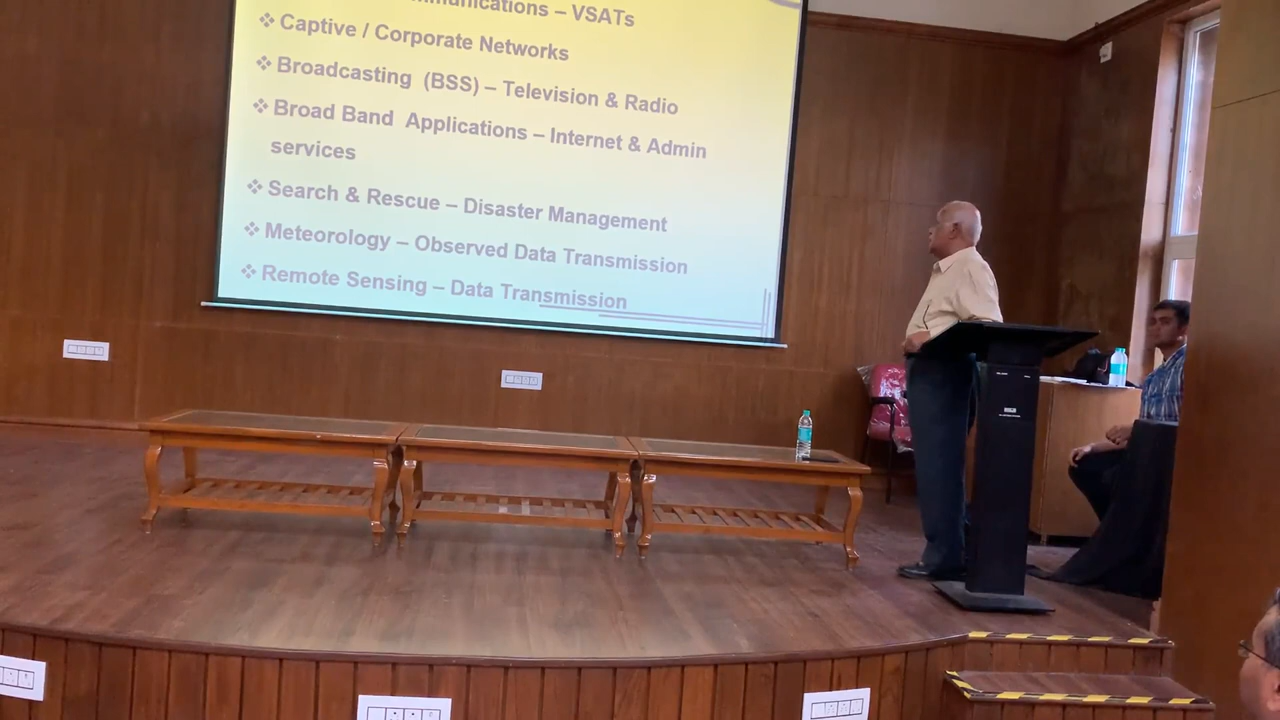 – VSATs
❖ Captive / Corporate Networks
❖ Broadcasting (BSS) – Television & Radio
❖ Broad Band Applications – Internet & Admin
services
❖ Search & Rescue – Disaster Management
❖ Meteorology – Observed Data Transmission
❖ Remote Sensing – Data Transmission